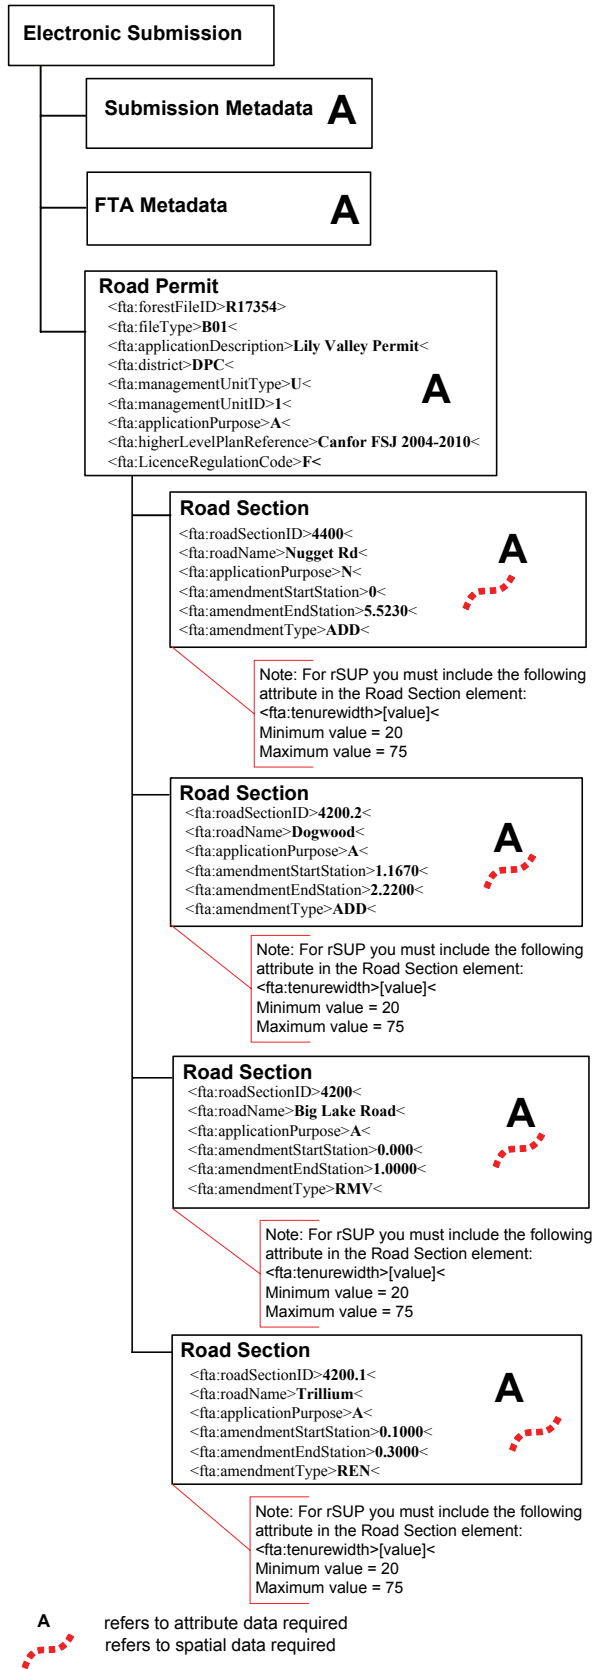 Electronic Submission
Submission Metadata A
FTA Metadata A
Road Permit
<fta:forestFileID>R17354>
<fta:fileType>B01<
<fta:applicationDescription>Lily Valley Permit<
<fta:district>DPC<
<fta:managementUnitType>U<
<fta:managementUnitID>1<
<fta:applicationPurpose>A<
<fta:higherLevelPlanReference>Canfor FSJ 2004-2010<
<fta:LicenceRegulationCode>F<
A
Road Section
<fta:roadSectionID>4400<
<fta:roadName>Nugget Rd<
<fta:applicationPurpose>N<
<fta:amendmentStartStation>0<
<fta:amendmentEndStation>5.5230<
<fta:amendmentType>ADD<
A
Note: For rSUP you must include the following
attribute in the Road Section element:
<fta:tenurewidth>[value]<
Minimum value = 20
Maximum value = 75
Road Section
<fta:roadSectionID>4200.2<
<fta:roadName>Dogwood<
<fta:applicationPurpose>A<
<fta:amendmentStartStation>1.1670<
<fta:amendmentEndStation>2.2200<
<fta:amendmentType>ADD<
A
Note: For rSUP you must include the following
attribute in the Road Section element:
<fta:tenurewidth>[value]<
Minimum value = 20
Maximum value = 75
Road Section
<fta:roadSectionID>4200<
<fta:roadName>Big Lake Road<
<fta:applicationPurpose>A<
<fta:amendmentStartStation>0.000<
<fta:amendmentEndStation>1.0000<
<fta:amendmentType>RMV<
A
Note: For rSUP you must include the following
attribute in the Road Section element:
<fta:tenurewidth>[value]<
Minimum value = 20
Maximum value = 75
Road Section
<fta:roadSectionID>4200.1<
<fta:roadName>Trillium<
<fta:applicationPurpose>A<
<fta:amendmentStartStation>0.1000<
<fta:amendmentEndStation>0.3000<
<fta:amendmentType>REN<
A
Note: For rSUP you must include the following
attribute in the Road Section element:
<fta:tenurewidth>[value]<
Minimum value = 20
Maximum value = 75
A refers to attribute data required
refers to spatial data required